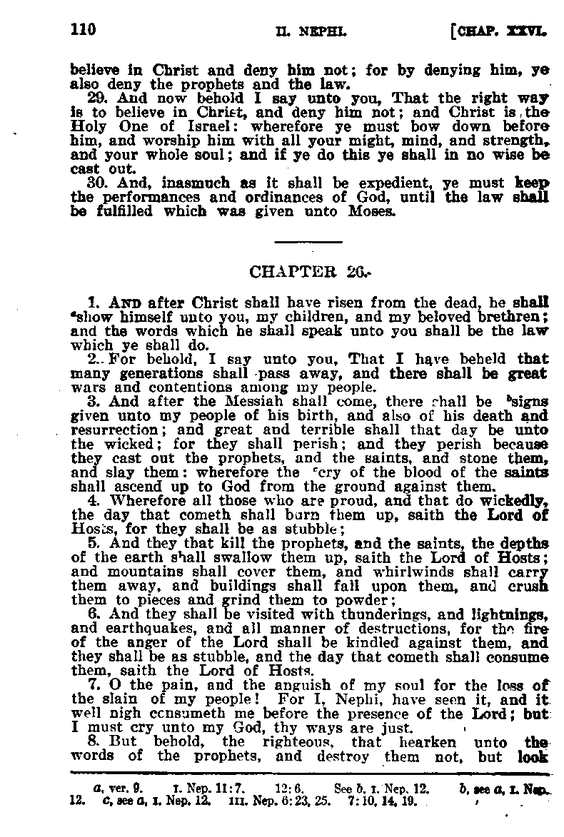 110 II. NEPHI. [CHAP. XXVI.
believe in Christ and deny him not; for by denying him, ye
also deny the prophets and the law.
29. And now behold I say unto you, That the right way
is to believe in Christ, and deny him not; and Christ is the
Holy One of Israel: wherefore ye must bow down before
him, and worship him with all your might, mind, and strength,
and your whole soul; and if ye do this ye shall in no wise be
cast out.
30. And, inasmuch as it shall be expedient, ye must keep
the performances and ordinances of God, until the law shall
be fulfilled which was given unto Moses.
CHAPTER 26.
1. AND after Christ shall have risen from the dead, he shall
ᵃshow himself unto you, my children, and my beloved brethren;
and the words which he shall speak unto you shall be the law
which ye shall do.
2. For behold, I say unto you, That I have beheld that
many generations shall pass away, and there shall be great
wars and contentions among my people.
3. And after the Messiah shall come, there shall be ᵇsigns
given unto my people of his birth, and also of his death and
resurrection; and great and terrible shall that day be unto
the wicked; for they shall perish; and they perish because
they cast out the prophets, and the saints, and stone them,
and slay them: wherefore the ᶜcry of the blood of the saints
shall ascend up to God from the ground against them.
4. Wherefore all those who are proud, and that do wickedly,
the day that cometh shall burn them up, saith the Lord of
Hosts, for they shall be as stubble;
5. And they that kill the prophets, and the saints, the depths
of the earth shall swallow them up, saith the Lord of Hosts;
and mountains shall cover them, and whirlwinds shall carry
them away, and buildings shall fall upon them, and crush
them to pieces and grind them to powder;
6. And they shall be visited with thunderings, and lightnings,
and earthquakes, and all manner of destructions, for the fire
of the anger of the Lord shall be kindled against them, and
they shall be as stubble, and the day that cometh shall consume
them, saith the Lord of Hosts.
7. O the pain, and the anguish of my soul for the loss of
the slain of my people! For I, Nephi, have seen it, and it
well nigh consumeth me before the presence of the Lord; but
I must cry unto my God, thy ways are just.
8. But behold, the righteous, that hearken unto the
words of the prophets, and destroy them not, but look
a, ver. 9. I. Nep. 11:7. 12:6. See b, I. Nep. 12. b, see a, I. Nep.
12. c, see a, I. Nep. 12. III. Nep. 6:23, 25. 7:10, 14, 19.